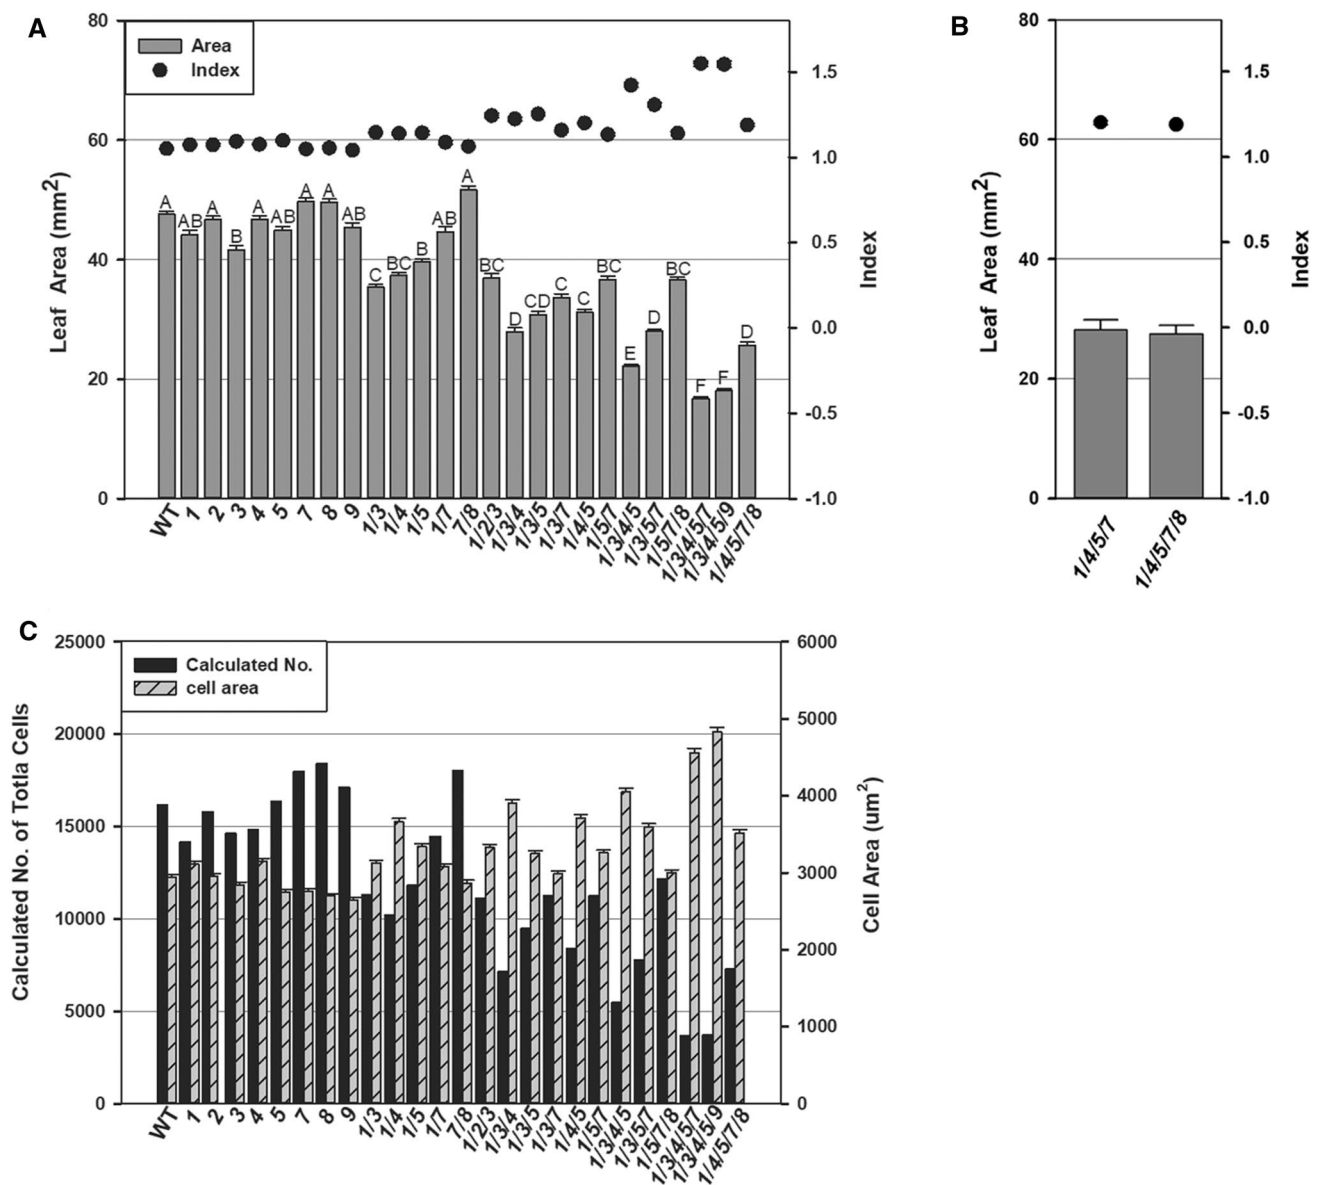 A
Area
Index
80
60
40
20
0
Leaf Area (mm2)
1.5
1.0
0.5
0.0
-0.5
-1.0
Index
A AB A B A AB A A AB C BC B AB A BC D CD C C BC E D BC F F D
WT 1 2 3 4 5 7 8 9 1/3 1/4 1/5 1/7 7/8 1/2/3 1/3/4 1/3/5 1/3/7 1/4/5 1/5/7 1/3/4/5 1/3/5/7 1/5/7/8 1/3/4/5/7 1/3/4/5/9 1/4/5/7/8
B
80
60
40
20
0
Leaf Area (mm2)
1.5
1.0
0.5
0.0
-0.5
-1.0
Index
1/4/5/7 1/4/5/7/8
C
Calculated No.
cell area
25000
20000
15000
10000
5000
0
Calculated No. of Totla Cells
6000
5000
4000
3000
2000
1000
0
Cell Area (um2)
WT 1 2 3 4 5 7 8 9 1/3 1/4 1/5 1/7 7/8 1/2/3 1/3/4 1/3/5 1/3/7 1/4/5 1/5/7 1/3/4/5 1/3/5/7 1/5/7/8 1/3/4/5/7 1/3/4/5/9 1/4/5/7/8